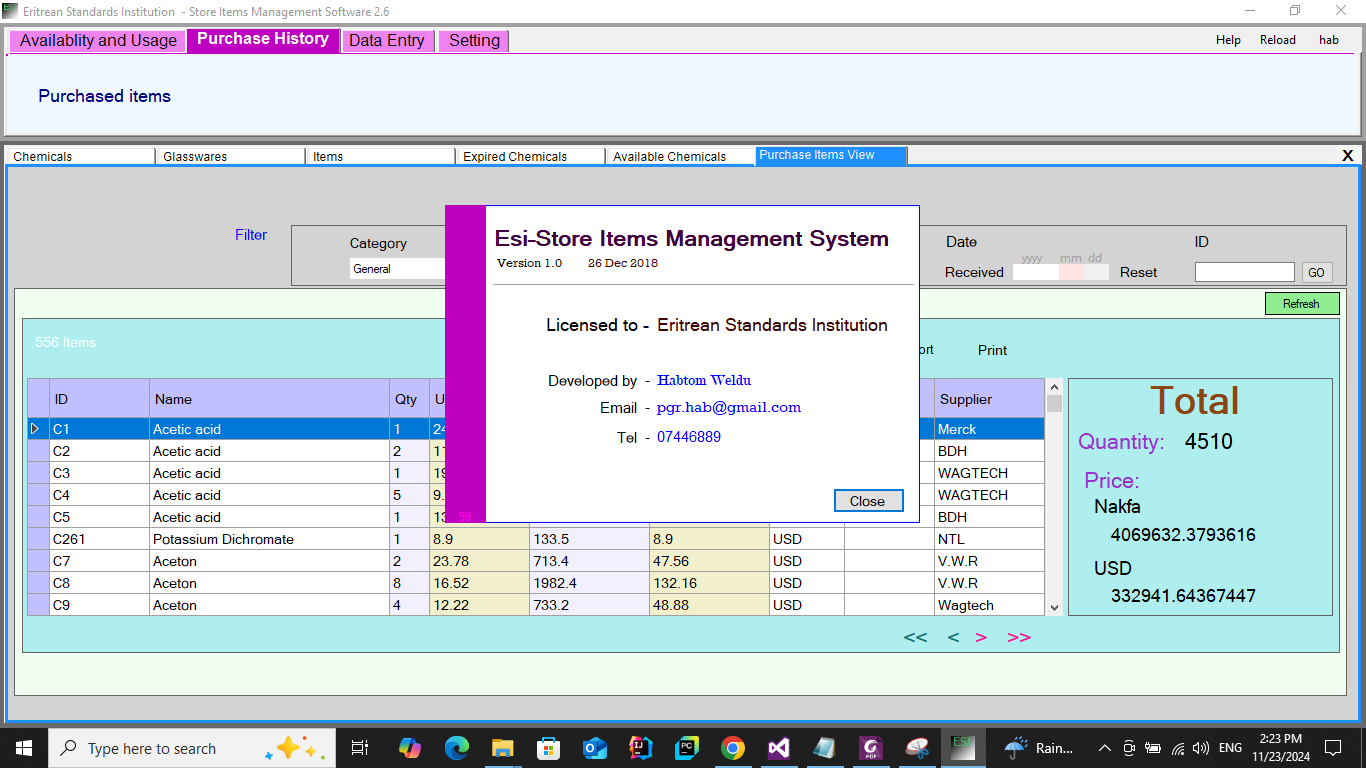 Eritrean Standards Institution - Store Items Management Software 2.6
Availablity and Usage Purchase History Data Entry Setting Help Reload hab
Purchased items
Chemicals Glasswares Items Expired Chemicals Available Chemicals Purchase Items View X
Filter
Category
General
Date
yyyy mm dd
Received Reset
ID
GO
Refresh
556 Items
ort Print
ID Name Qty U Supplier
C1 Acetic acid 1 24 Merck
C2 Acetic acid 2 11 BDH
C3 Acetic acid 1 19 WAGTECH
C4 Acetic acid 5 9. WAGTECH
C5 Acetic acid 1 13 BDH
C261 Potassium Dichromate 1 8.9 133.5 8.9 USD NTL
C7 Aceton 2 23.78 713.4 47.56 USD V.W.R
C8 Aceton 8 16.52 1982.4 132.16 USD V.W.R
C9 Aceton 4 12.22 733.2 48.88 USD Wagtech
<< < > >>
Total
Quantity: 4510
Price:
Nakfa
4069632.3793616
USD
332941.64367447
Esi-Store Items Management System
Version 1.0 26 Dec 2018
Licensed to - Eritrean Standards Institution
Developed by - Habtom Weldu
Email - pgr.hab@gmail.com
Tel - 07446889
Close
99
Type here to search
Rain...
ENG
2:23 PM
11/23/2024